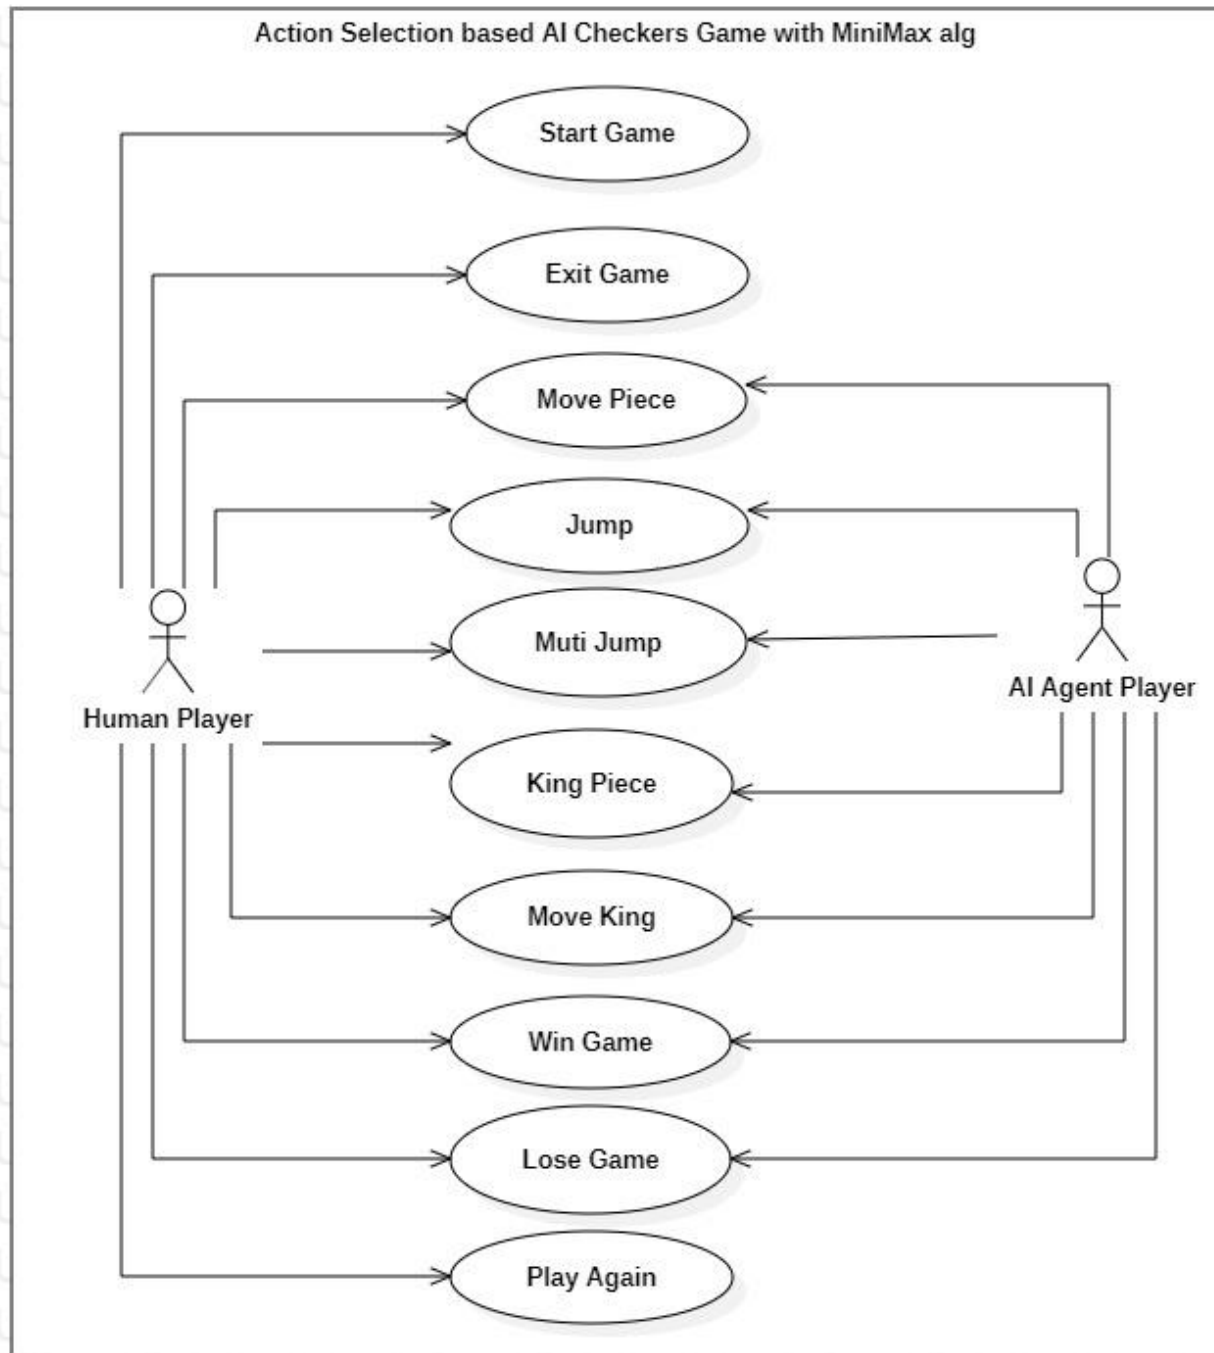 Action Selection based AI Checkers Game with MiniMax alg
Start Game
Exit Game
Move Piece
Jump
Muti Jump
Human Player
AI Agent Player
King Piece
Move King
Win Game
Lose Game
Play Again